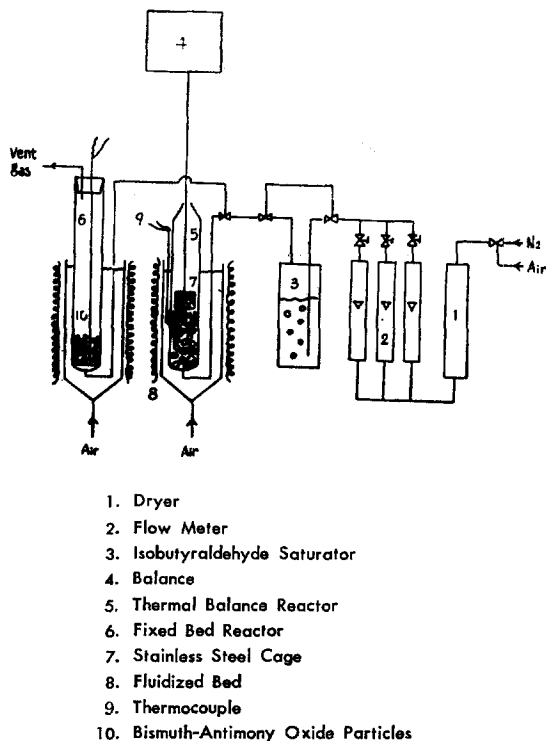 4
Vent
Gas
6
9
5
7
10
8
3
2
1
N2
Air
Air
Air
1. Dryer
2. Flow Meter
3. Isobutyraldehyde Saturator
4. Balance
5. Thermal Balance Reactor
6. Fixed Bed Reactor
7. Stainless Steel Cage
8. Fluidized Bed
9. Thermocouple
10. Bismuth-Antimony Oxide Particles